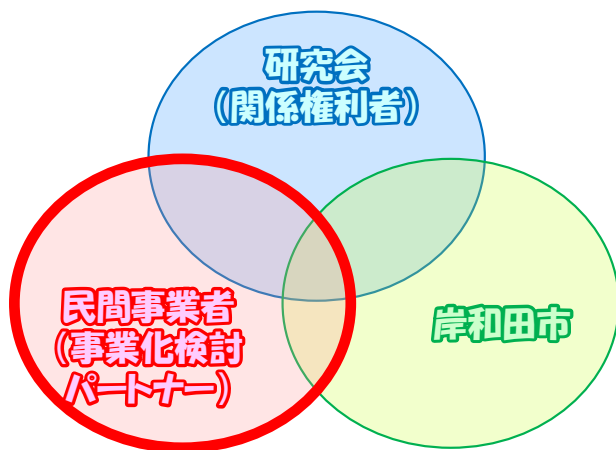 研究会
（関係権利者）
民間事業者
（事業化検討
パートナー）
岸和田市